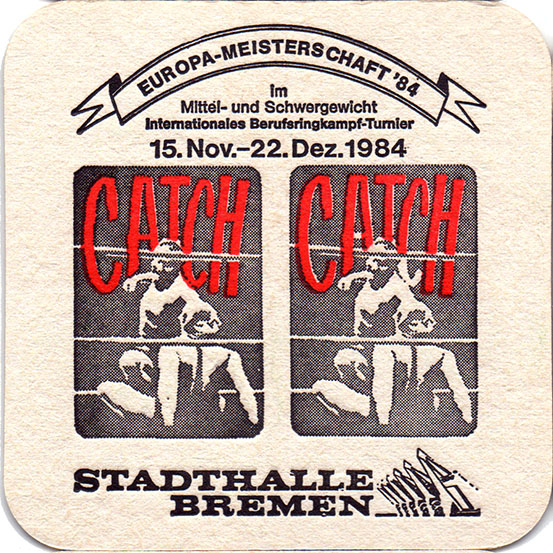 EUROPA-MEISTERSCHAFT '84
im
Mittel- und Schwergewicht
Internationales Berufsringkampf-Turnier
15. Nov.-22. Dez. 1984
CATCH CATCH
STADTHALLE
BREMEN